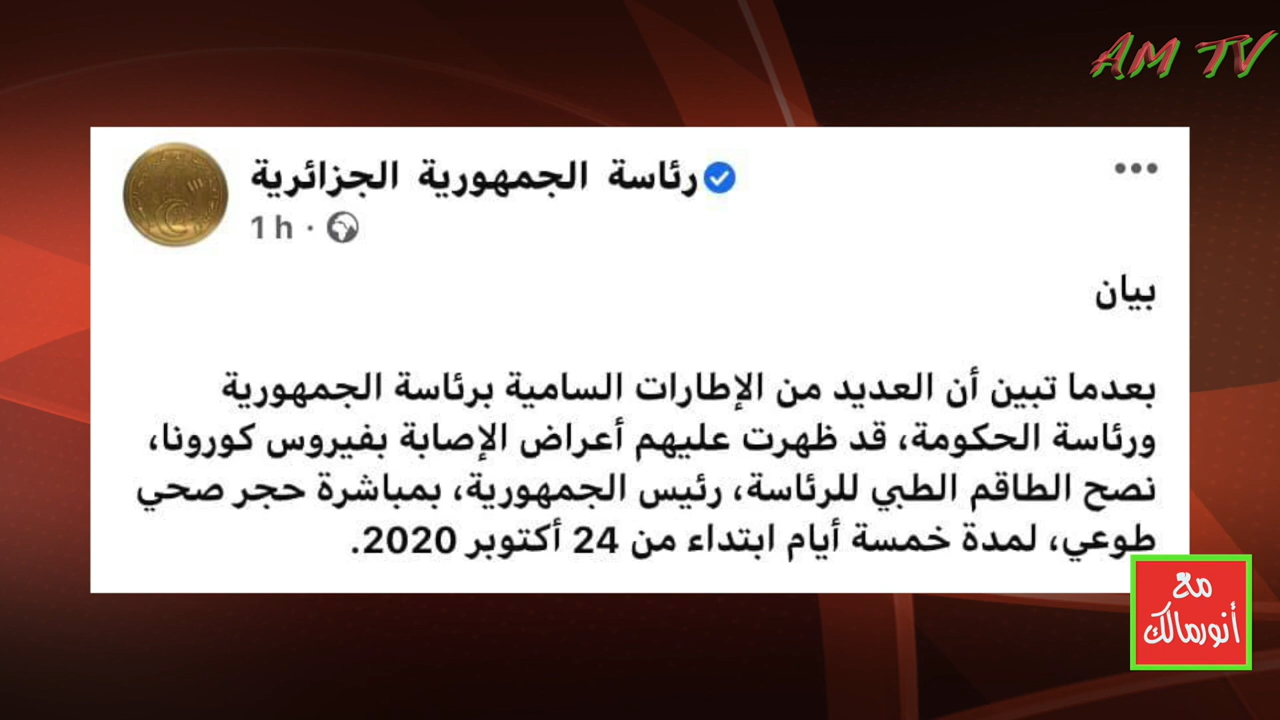 AM TV
رئاسة الجمهورية الجزائرية
1 h ·
بيان
بعدما تبين أن العديد من الإطارات السامية برئاسة الجمهورية
ورئاسة الحكومة، قد ظهرت عليهم أعراض الإصابة بفيروس كورونا،
نصح الطاقم الطبي للرئاسة، رئيس الجمهورية، بمباشرة حجر صحي
طوعي، لمدة خمسة أيام ابتداء من 24 أكتوبر 2020.
مع
أنورمالك